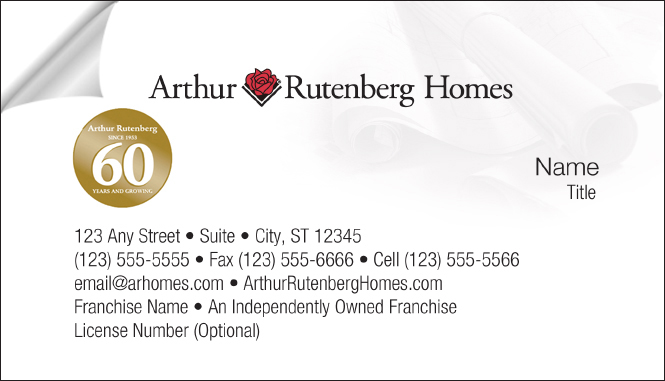 Arthur Rutenberg Homes
Arthur Rutenberg
SINCE 1953
60
YEARS AND GROWING
Name
Title
123 Any Street • Suite • City, ST 12345
(123) 555-5555 • Fax (123) 555-6666 • Cell (123) 555-5566
email@arhomes.com • ArthurRutenbergHomes.com
Franchise Name • An Independently Owned Franchise
License Number (Optional)